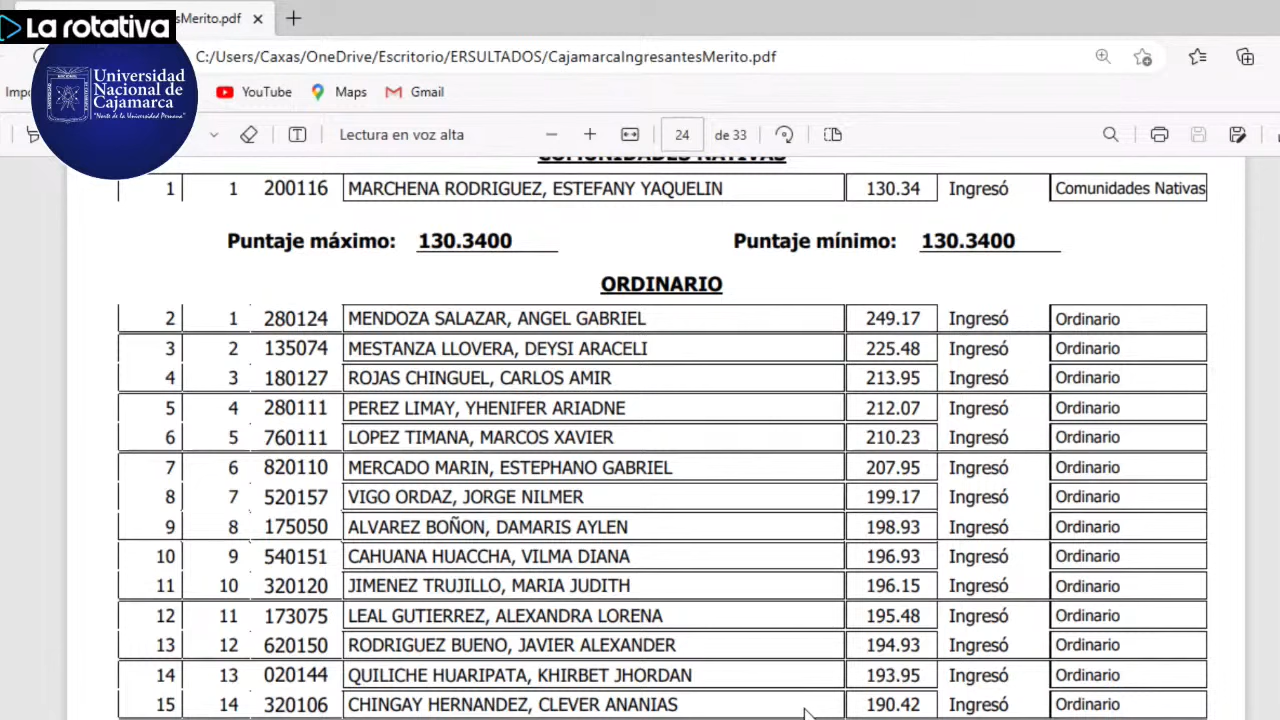 sMerito.pdf
La rotativa
C:/Users/Caxas/OneDrive/Escritorio/ERSULTADOS/CajamarcaIngresantesMerito.pdf
Universidad
Nacional de
Cajamarca
"Norte de la Universidad Peruana"
YouTube Maps Gmail
Lectura en voz alta 24 de 33
COMUNIDADES NATIVAS
1 1 200116 MARCHENA RODRIGUEZ, ESTEFANY YAQUELIN 130.34 Ingresó Comunidades Nativas
Puntaje máximo: 130.3400 Puntaje mínimo: 130.3400
ORDINARIO
2 1 280124 MENDOZA SALAZAR, ANGEL GABRIEL 249.17 Ingresó Ordinario
3 2 135074 MESTANZA LLOVERA, DEYSI ARACELI 225.48 Ingresó Ordinario
4 3 180127 ROJAS CHINGUEL, CARLOS AMIR 213.95 Ingresó Ordinario
5 4 280111 PEREZ LIMAY, YHENIFER ARIADNE 212.07 Ingresó Ordinario
6 5 760111 LOPEZ TIMANA, MARCOS XAVIER 210.23 Ingresó Ordinario
7 6 820110 MERCADO MARIN, ESTEPHANO GABRIEL 207.95 Ingresó Ordinario
8 7 520157 VIGO ORDAZ, JORGE NILMER 199.17 Ingresó Ordinario
9 8 175050 ALVAREZ BOÑON, DAMARIS AYLEN 198.93 Ingresó Ordinario
10 9 540151 CAHUANA HUACCHA, VILMA DIANA 196.93 Ingresó Ordinario
11 10 320120 JIMENEZ TRUJILLO, MARIA JUDITH 196.15 Ingresó Ordinario
12 11 173075 LEAL GUTIERREZ, ALEXANDRA LORENA 195.48 Ingresó Ordinario
13 12 620150 RODRIGUEZ BUENO, JAVIER ALEXANDER 194.93 Ingresó Ordinario
14 13 020144 QUILICHE HUARIPATA, KHIRBET JHORDAN 193.95 Ingresó Ordinario
15 14 320106 CHINGAY HERNANDEZ, CLEVER ANANIAS 190.42 Ingresó Ordinario